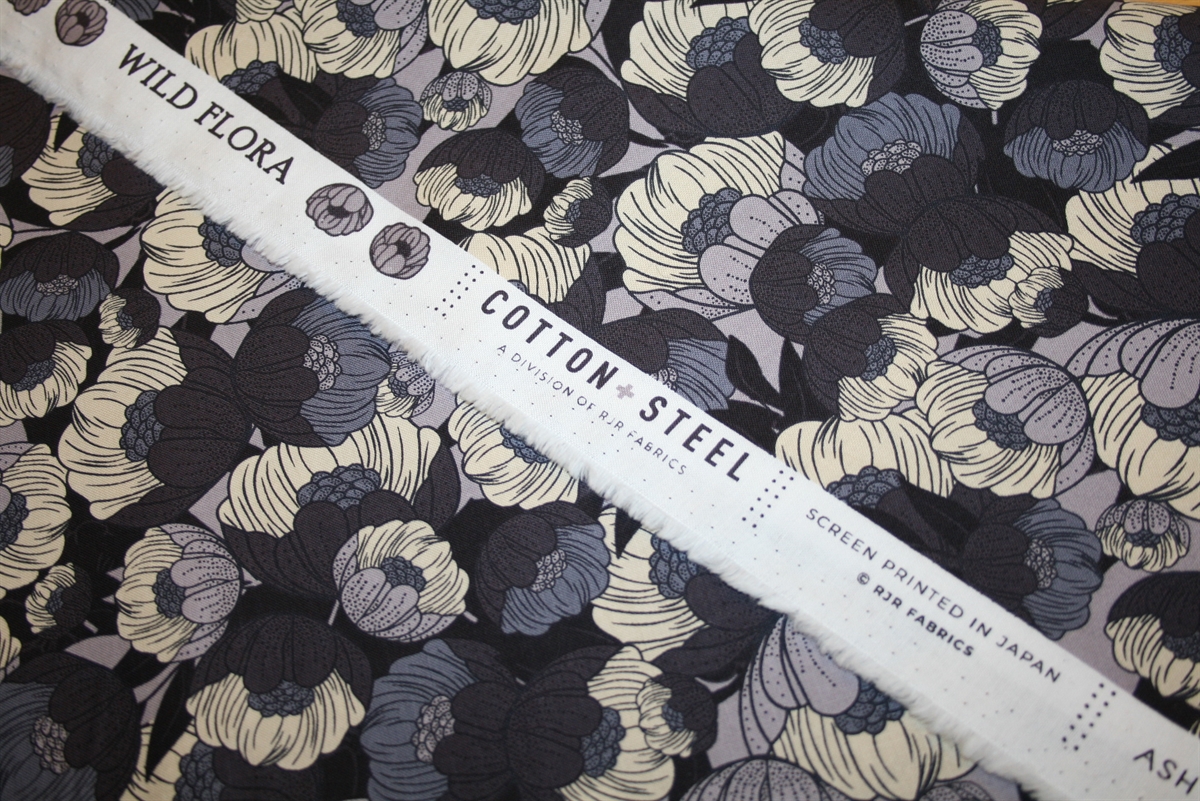 WILD FLORA
COTTON+STEEL
A DIVISION OF RJR FABRICS
SCREEN PRINTED IN JAPAN
© RJR FABRICS
ASH